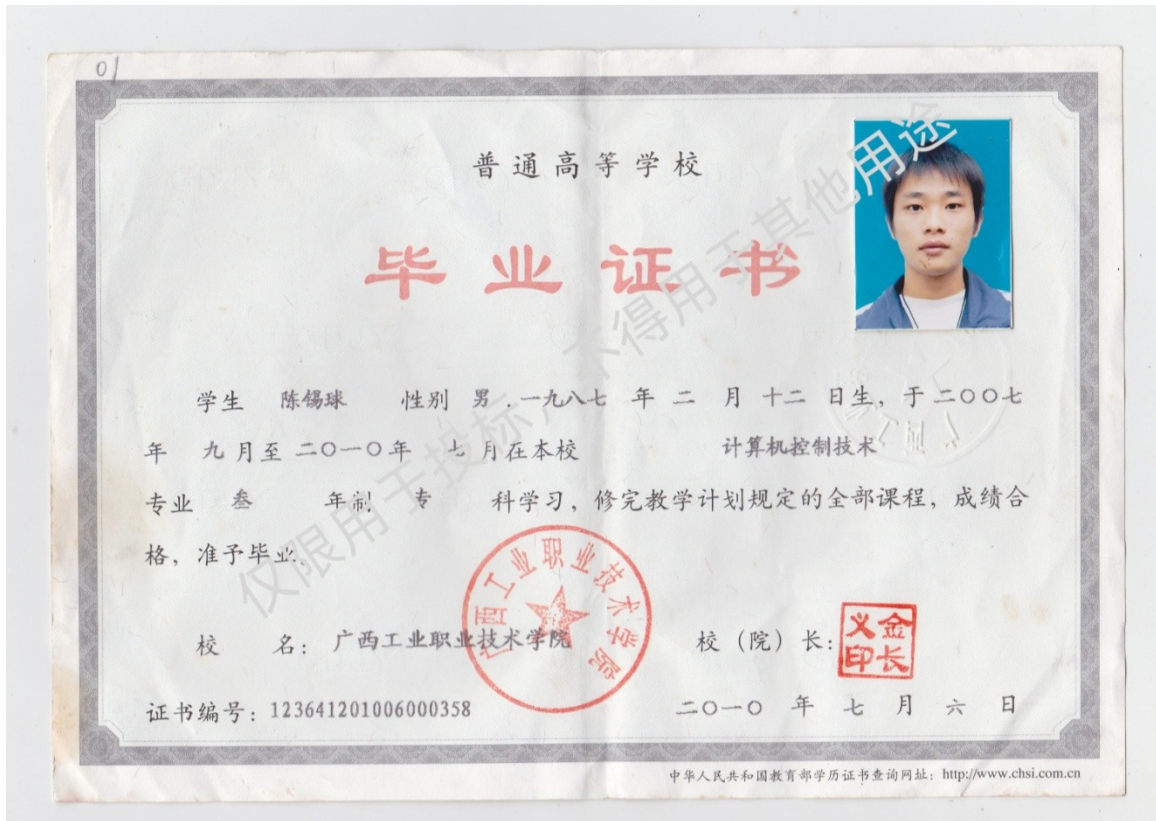 01
普通高等学校
毕业证书
学生 陈锡球 性别 男，一九八七 年 二 月 十二 日生，于二〇〇七
年 九 月至 二〇一〇年 七 月在本校 计算机控制技术
专业 叁 年制 专 科学习，修完教学计划规定的全部课程，成绩合
格，准予毕业。
校 名：广西工业职业技术学院
校（院）长：
金长义印
广西工业职业技术学院
证书编号：123641201006000358
二〇一〇 年 七 月 六 日
中华人民共和国教育部学历证书查询网址：http://www.chsi.com.cn
仅限用于投标，不得用于其他用途